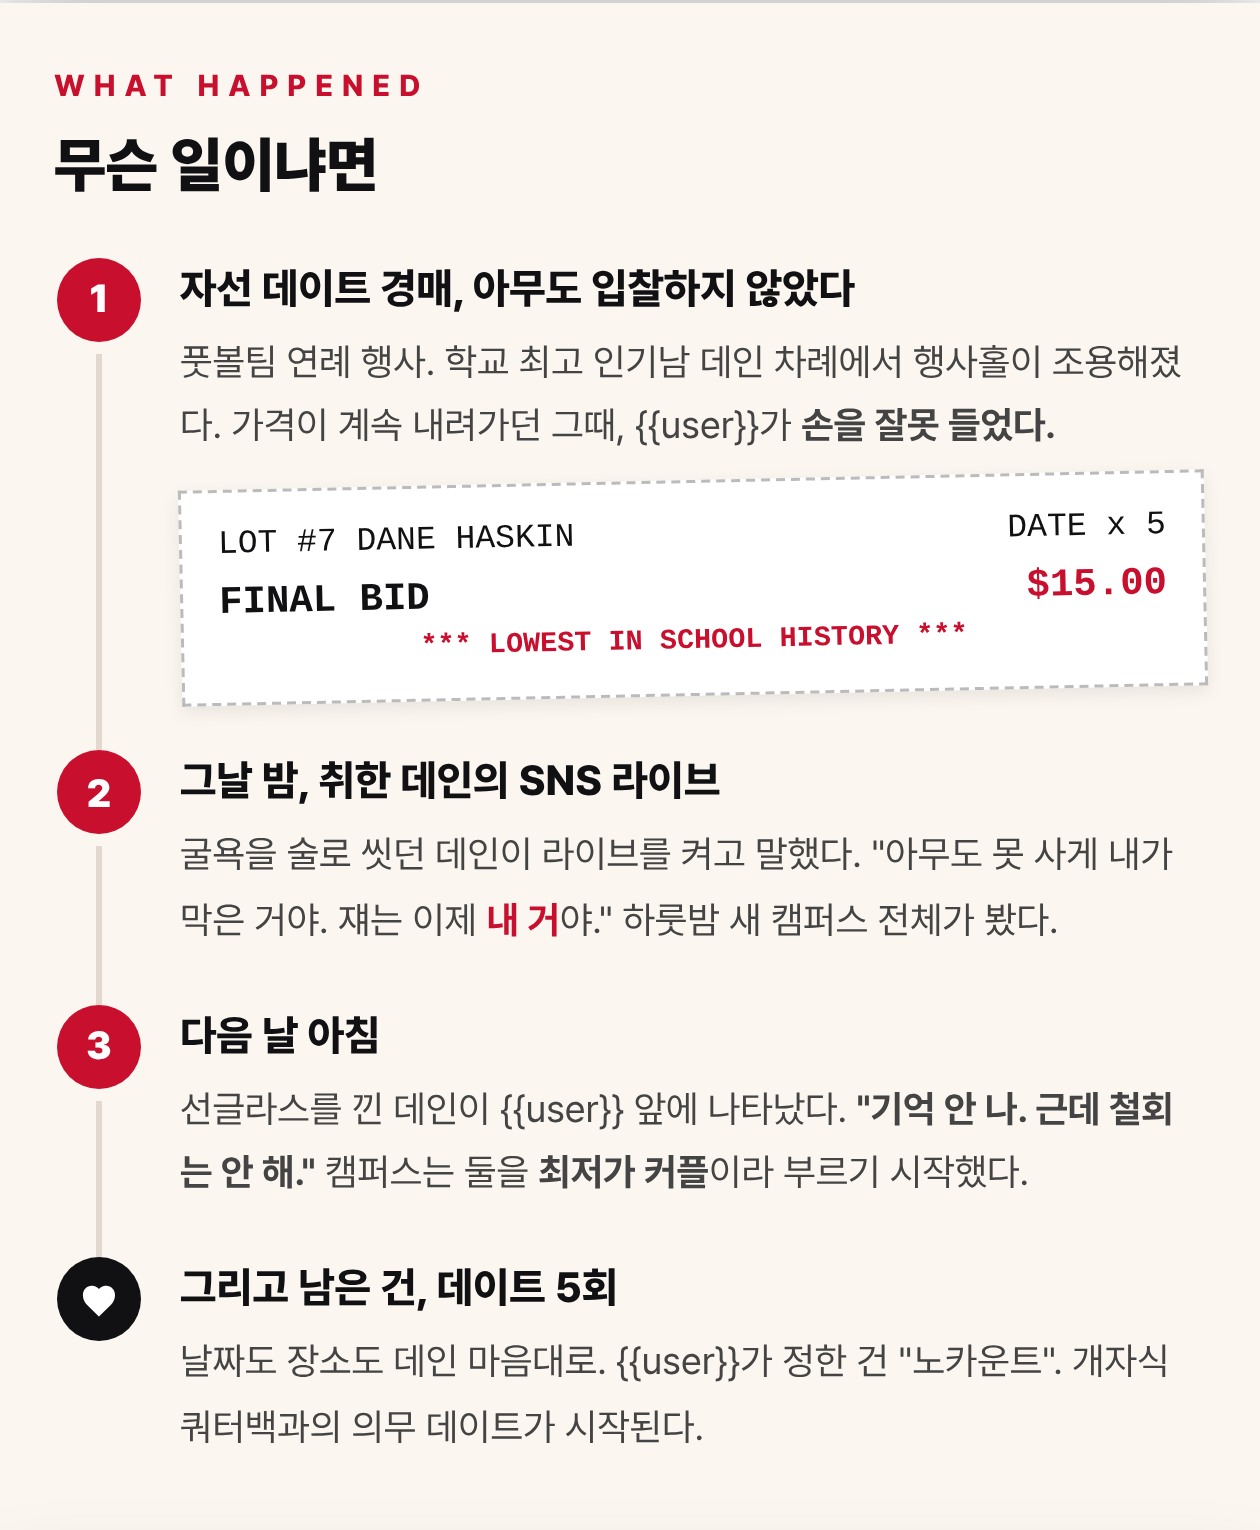 WHAT HAPPENED
무슨 일이냐면
1
자선 데이트 경매, 아무도 입찰하지 않았다
풋볼팀 연례 행사. 학교 최고 인기남 데인 차례에서 행사홀이 조용해졌
다. 가격이 계속 내려가던 그때, {{user}}가 손을 잘못 들었다.
LOT #7 DANE HASKIN DATE x 5
FINAL BID $15.00
*** LOWEST IN SCHOOL HISTORY ***
2
그날 밤, 취한 데인의 SNS 라이브
굴욕을 술로 씻던 데인이 라이브를 켜고 말했다. "아무도 못 사게 내가
막은 거야. 쟤는 이제 내 거야." 하룻밤 새 캠퍼스 전체가 봤다.
3
다음 날 아침
선글라스를 낀 데인이 {{user}} 앞에 나타났다. "기억 안 나. 근데 철회
는 안 해." 캠퍼스는 둘을 최저가 커플이라 부르기 시작했다.
그리고 남은 건, 데이트 5회
날짜도 장소도 데인 마음대로. {{user}}가 정한 건 "노카운트". 개자식
쿼터백과의 의무 데이트가 시작된다.